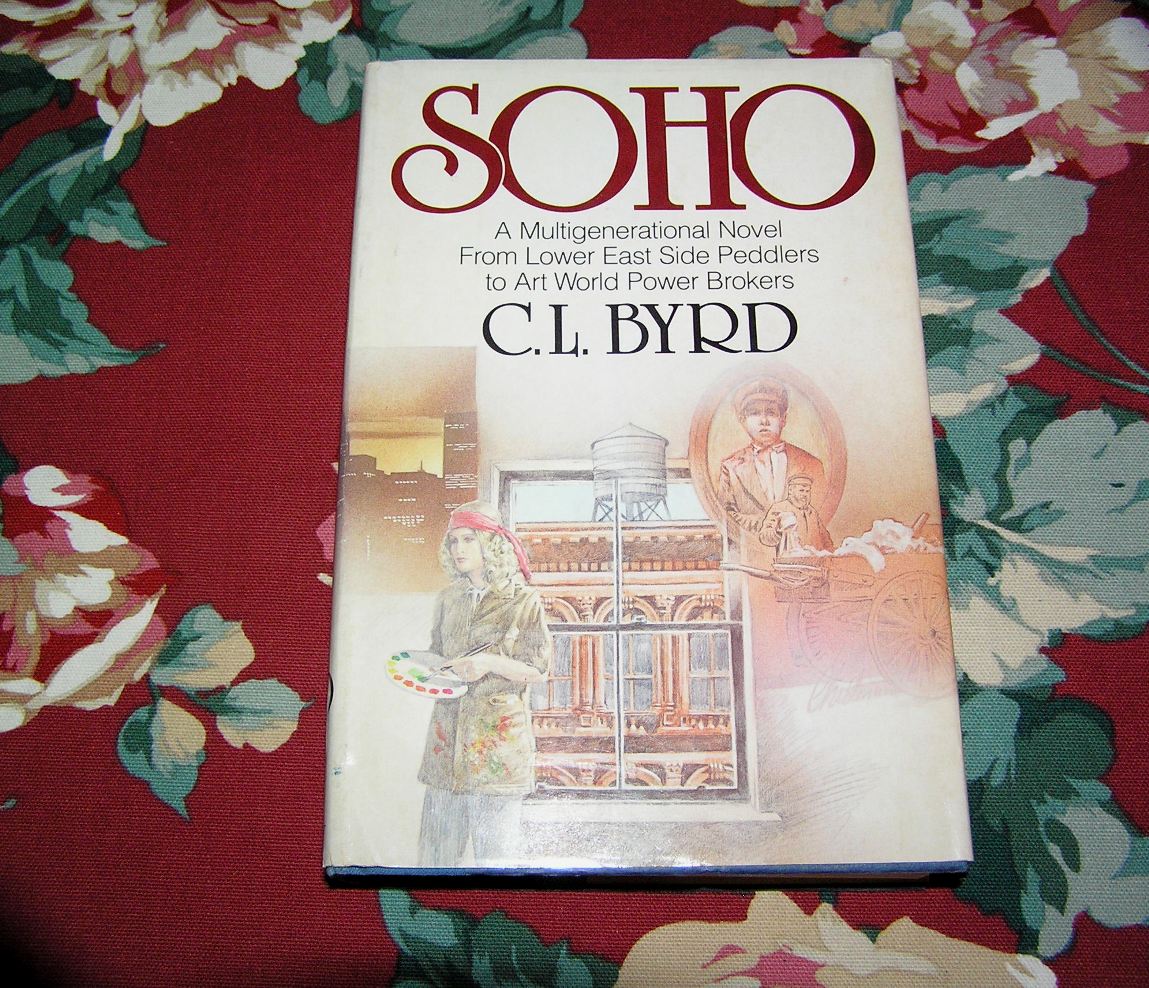 SOHO
A Multigenerational Novel
From Lower East Side Peddlers
to Art World Power Brokers
C.L. BYRD